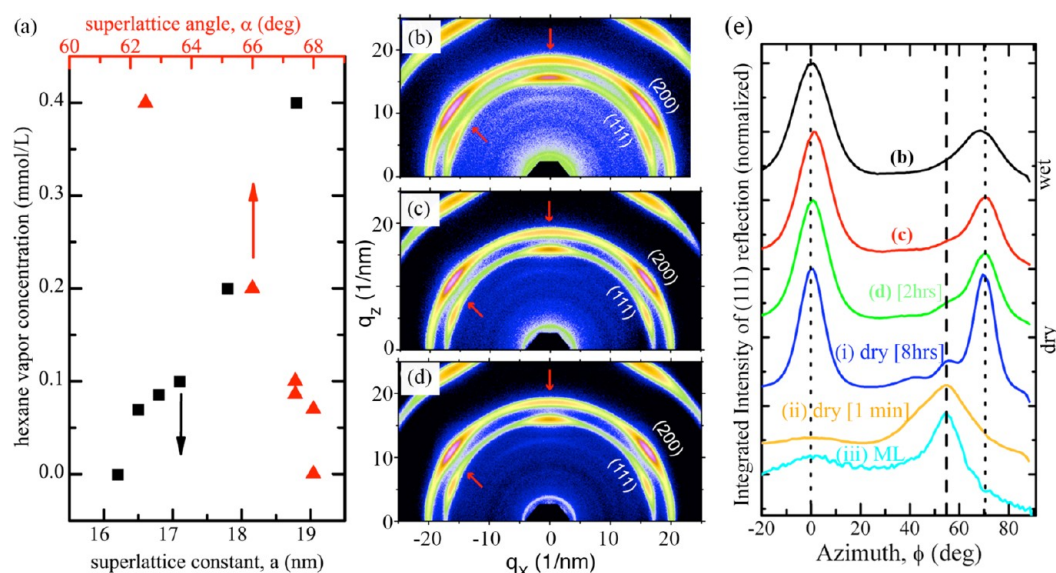 (a)
superlattice angle, α (deg)
60 62 64 66 68
hexane vapor concentration (mmol/L)
0.4
0.3
0.2
0.1
0.0
16 17 18 19
superlattice constant, a (nm)
(b)
20
10
0
(200)
(111)
(c)
20
10
0
(200)
(111)
qz (1/nm)
(d)
20
10
0
(200)
(111)
-20 -10 0 10 20
qx (1/nm)
(e)
Integrated Intensity of (111) reflection (normalized)
(b)
(c)
(d) [2hrs]
(i) dry [8hrs]
(ii) dry [1 min]
(iii) ML
wet
dry
-20 0 20 40 60 80
Azimuth, ϕ (deg)